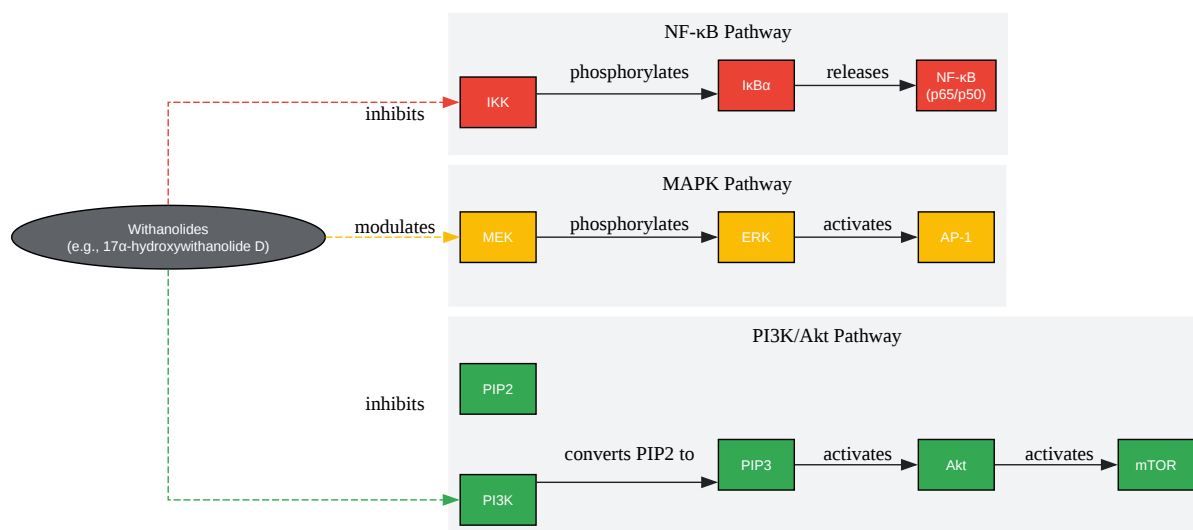 NF-κB Pathway
phosphorylates
releases
IKK
IκBα
NF-κB
(p65/p50)
inhibits
MAPK Pathway
Withanolides
(e.g., 17α-hydroxywithanolide D)
modulates
phosphorylates
activates
MEK
ERK
AP-1
PI3K/Akt Pathway
PIP2
inhibits
converts PIP2 to
activates
activates
PI3K
PIP3
Akt
mTOR